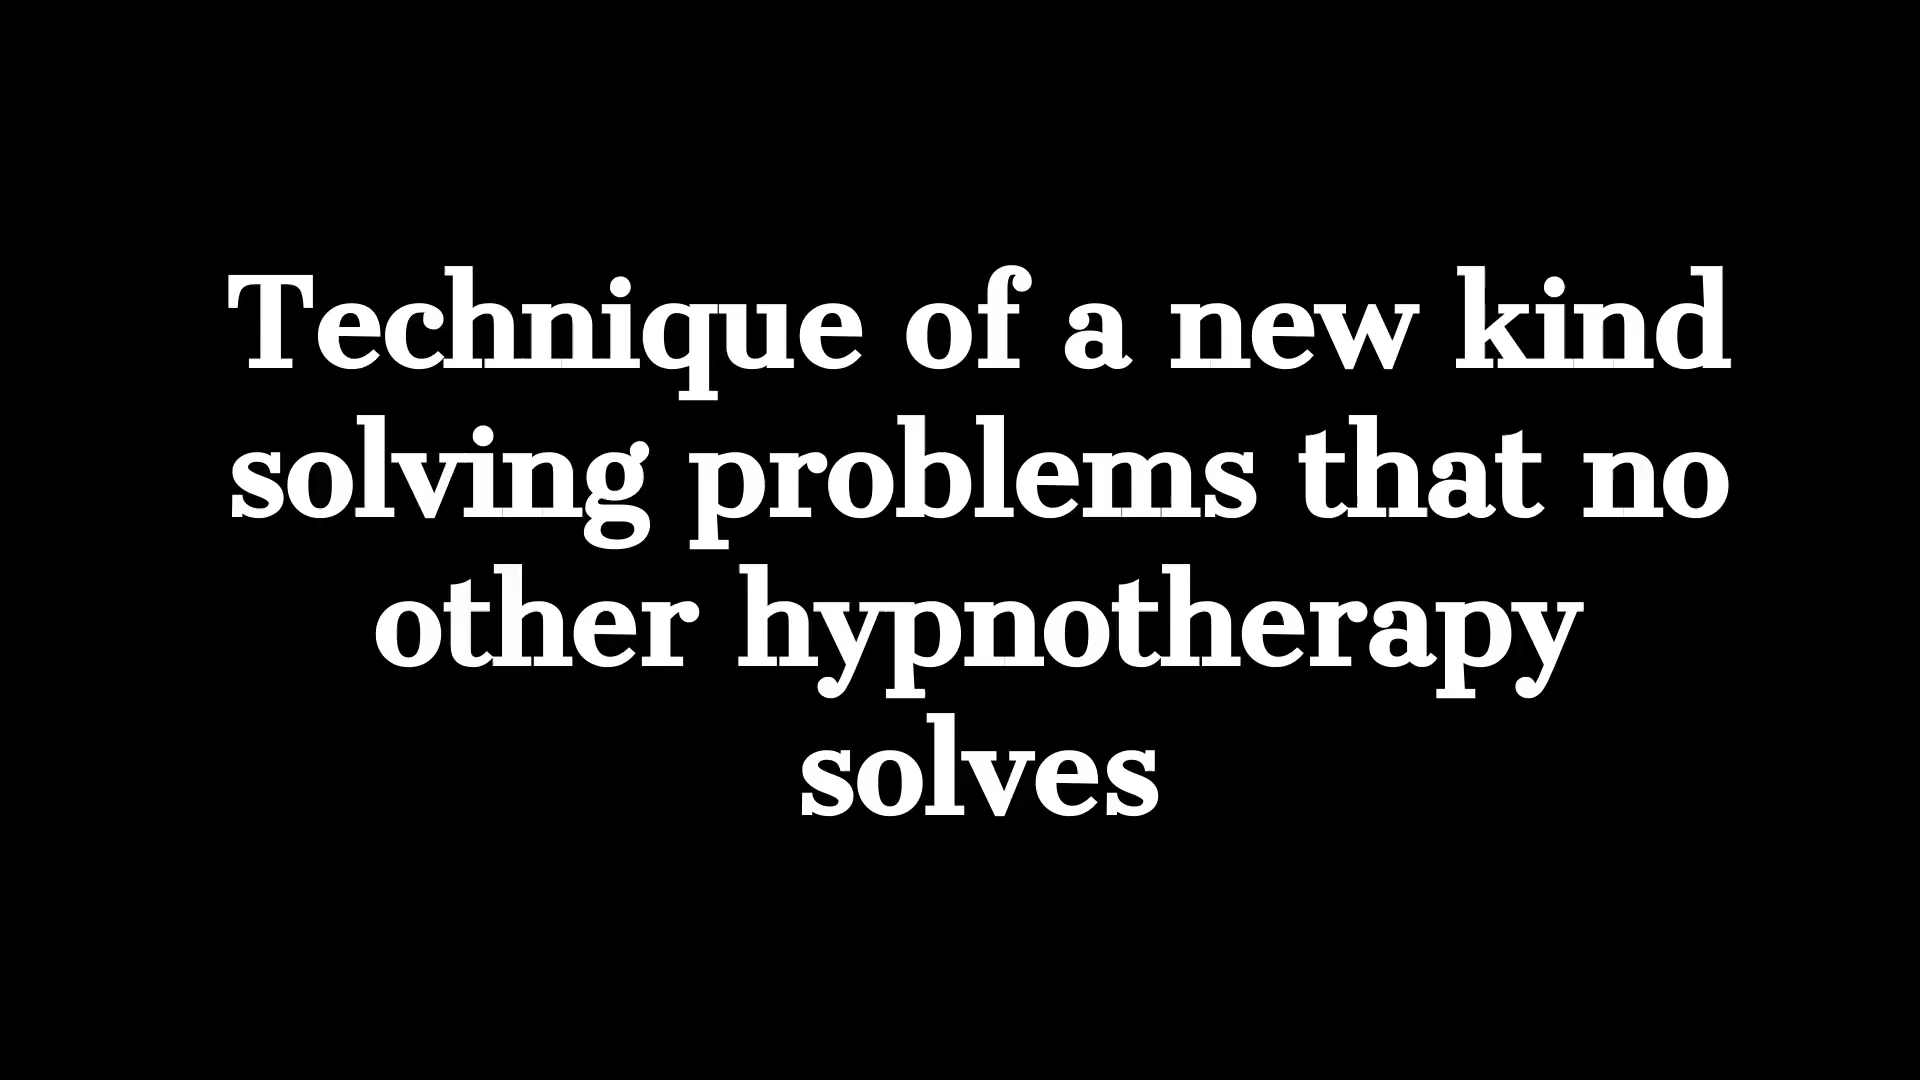 Technique of a new kind
solving problems that no
other hypnotherapy
solves